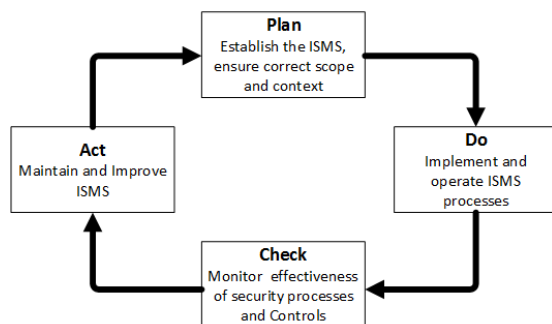 Plan
Establish the ISMS,
ensure correct scope
and context
Do
Implement and
operate ISMS
processes
Check
Monitor effectiveness
of security processes
and Controls
Act
Maintain and Improve
ISMS